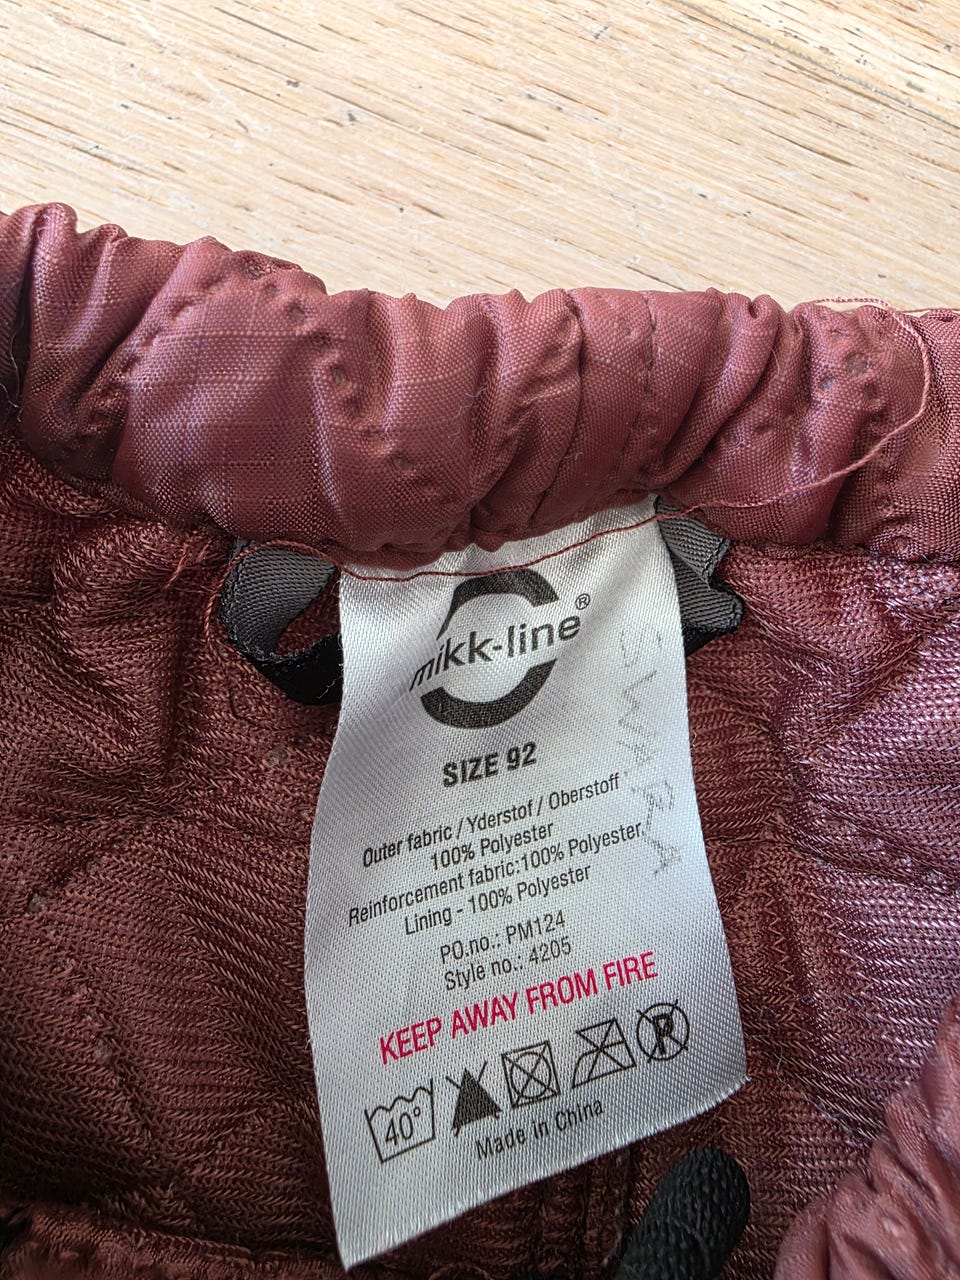 mikk-line®
SIZE 92
Outer fabric / Yderstof / Oberstoff
100% Polyester
Reinforcement fabric:100% Polyester
Lining - 100% Polyester
PO.no.: PM124
Style no.: 4205
KEEP AWAY FROM FIRE
40°
P
Made in China